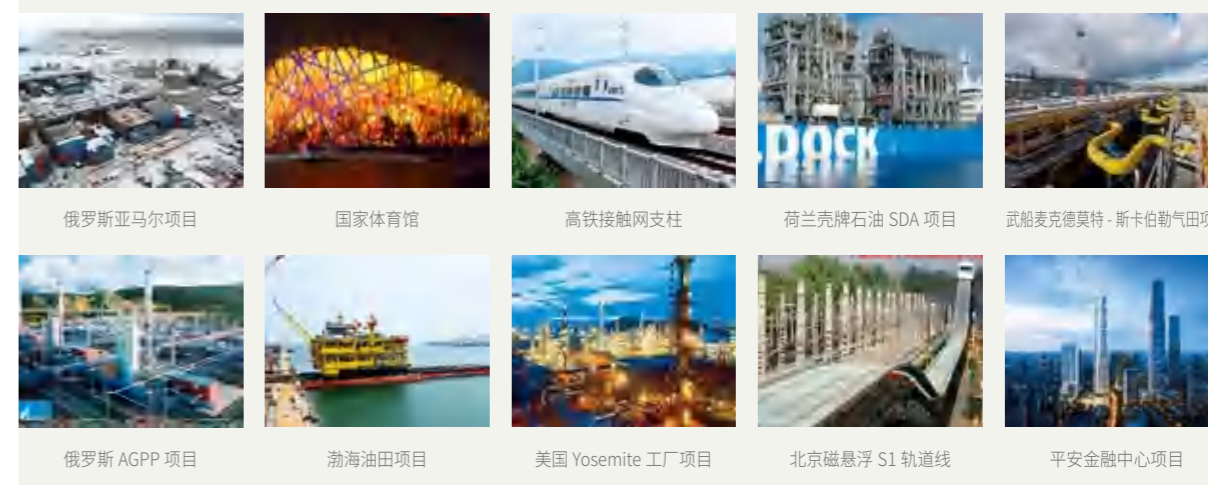 DOCK
俄罗斯亚马尔项目
国家体育馆
高铁接触网支柱
荷兰壳牌石油 SDA 项目
武船麦克德莫特 - 斯卡伯勒气田项
俄罗斯 AGPP 项目
渤海油田项目
美国 Yosemite 工厂项目
北京磁悬浮 S1 轨道线
平安金融中心项目